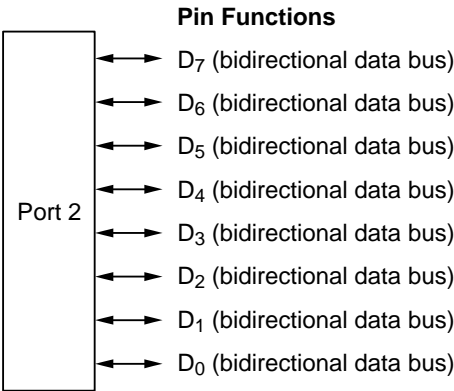 Pin Functions
D7 (bidirectional data bus)
D6 (bidirectional data bus)
D5 (bidirectional data bus)
D4 (bidirectional data bus)
Port 2
D3 (bidirectional data bus)
D2 (bidirectional data bus)
D1 (bidirectional data bus)
D0 (bidirectional data bus)